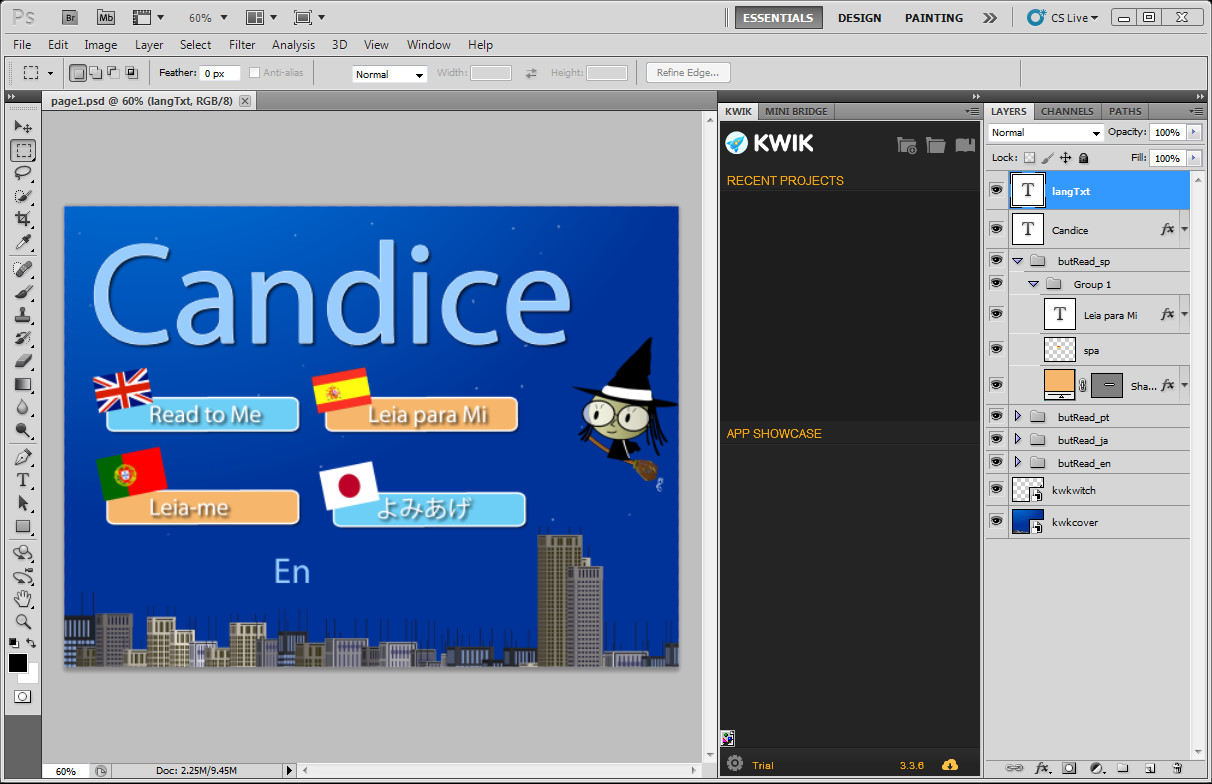 Ps
Br
Mb
60%
ESSENTIALS
DESIGN
PAINTING
CS Live
File Edit Image Layer Select Filter Analysis 3D View Window Help
Feather: 0 px
Anti-alias
Normal
Width:
Height:
Refine Edge...
page1.psd @ 60% (langTxt, RGB/8)
Candice
Read to Me
Leia para Mi
Leia-me
よみあげ
En
60%
Doc: 2.25M/9.45M
KWIK
MINI BRIDGE
KWIK
RECENT PROJECTS
APP SHOWCASE
Trial
3.3.6
LAYERS
CHANNELS
PATHS
Normal
Opacity: 100%
Lock:
Fill: 100%
T langTxt
T Candice fx
butRead_sp
Group 1
T Leia para Mi fx
spa
Sha... fx
butRead_pt
butRead_ja
butRead_en
kwkwitch
kwkcover
fx